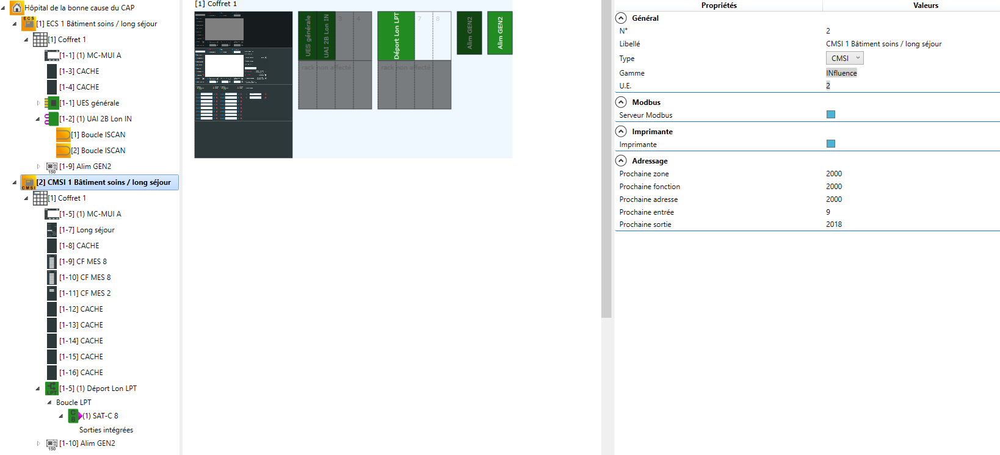 Hôpital de la bonne cause du CAP
ECS
[1] ECS 1 Bâtiment soins / long séjour
[1] Coffret 1
[1-1] (1) MC-MUI A
[1-3] CACHE
[1-4] CACHE
[1-1] UES générale
[1-2] (1) UAI 2B Lon IN
[1] Boucle ISCAN
[2] Boucle ISCAN
[1-9] Alim GEN2
150
[2] CMSI 1 Bâtiment soins / long séjour
CMSI
[1] Coffret 1
[1-5] (1) MC-MUI A
[1-7] Long séjour
[1-8] CACHE
[1-9] CF MES 8
[1-10] CF MES 8
[1-11] CF MES 2
[1-12] CACHE
[1-13] CACHE
[1-14] CACHE
[1-15] CACHE
[1-16] CACHE
[1-5] (1) Déport Lon LPT
LPT
Boucle LPT
C 8
(1) SAT-C 8
Sorties intégrées
[1-10] Alim GEN2
150
[1] Coffret 1
UES générale
UAI 2B Lon IN
3
4
Déport Lon LPT
7
8
Alim GEN2
Alim GEN2
rack non affecté
rack non affecté
Propriétés Valeurs
Général
N° 2
Libellé CMSI 1 Bâtiment soins / long séjour
Type CMSI
Gamme INfluence
U.E. 2
Modbus
Serveur Modbus
Imprimante
Imprimante
Adressage
Prochaine zone 2000
Prochaine fonction 2000
Prochaine adresse 2000
Prochaine entrée 9
Prochaine sortie 2018